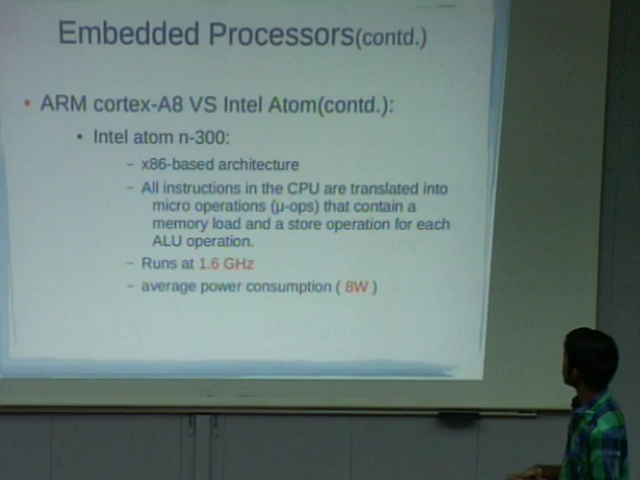 Embedded Processors(contd.)
• ARM cortex-A8 VS Intel Atom(contd.):
• Intel atom n-300:
– x86-based architecture
– All instructions in the CPU are translated into
micro operations (μ-ops) that contain a
memory load and a store operation for each
ALU operation.
– Runs at 1.6 GHz
– average power consumption ( 8W )